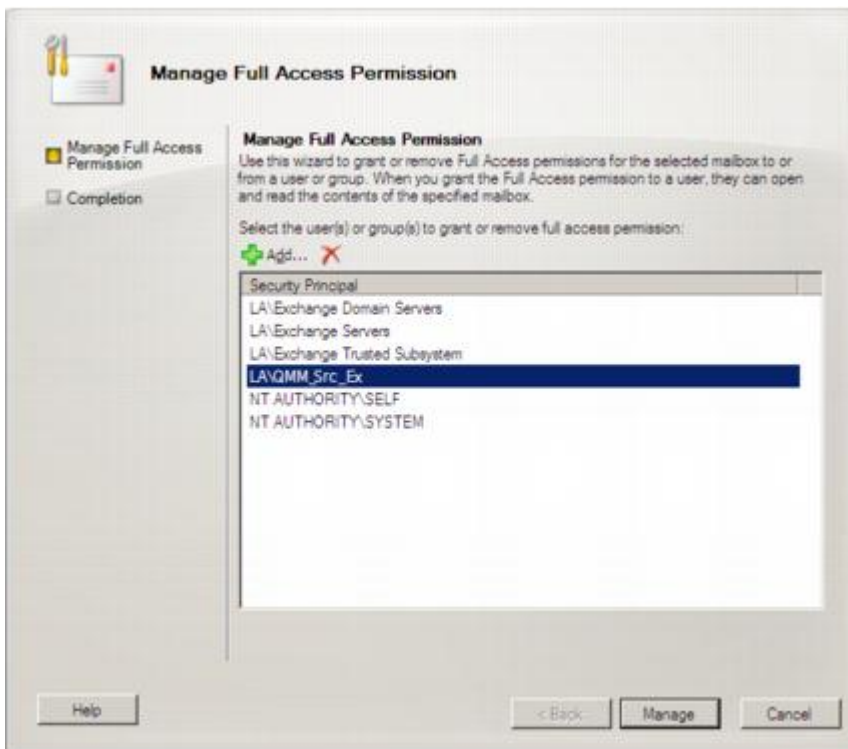 Manage Full Access Permission
Manage Full Access
Permission
Completion
Manage Full Access Permission
Use this wizard to grant or remove Full Access permissions for the selected mailbox to or
from a user or group. When you grant the Full Access permission to a user, they can open
and read the contents of the specified mailbox.
Select the user(s) or group(s) to grant or remove full access permission:
Add...
Security Principal
LA\Exchange Domain Servers
LA\Exchange Servers
LA\Exchange Trusted Subsystem
LA\QMM_Src_Ex
NT AUTHORITY\SELF
NT AUTHORITY\SYSTEM
Help
< Back
Manage
Cancel